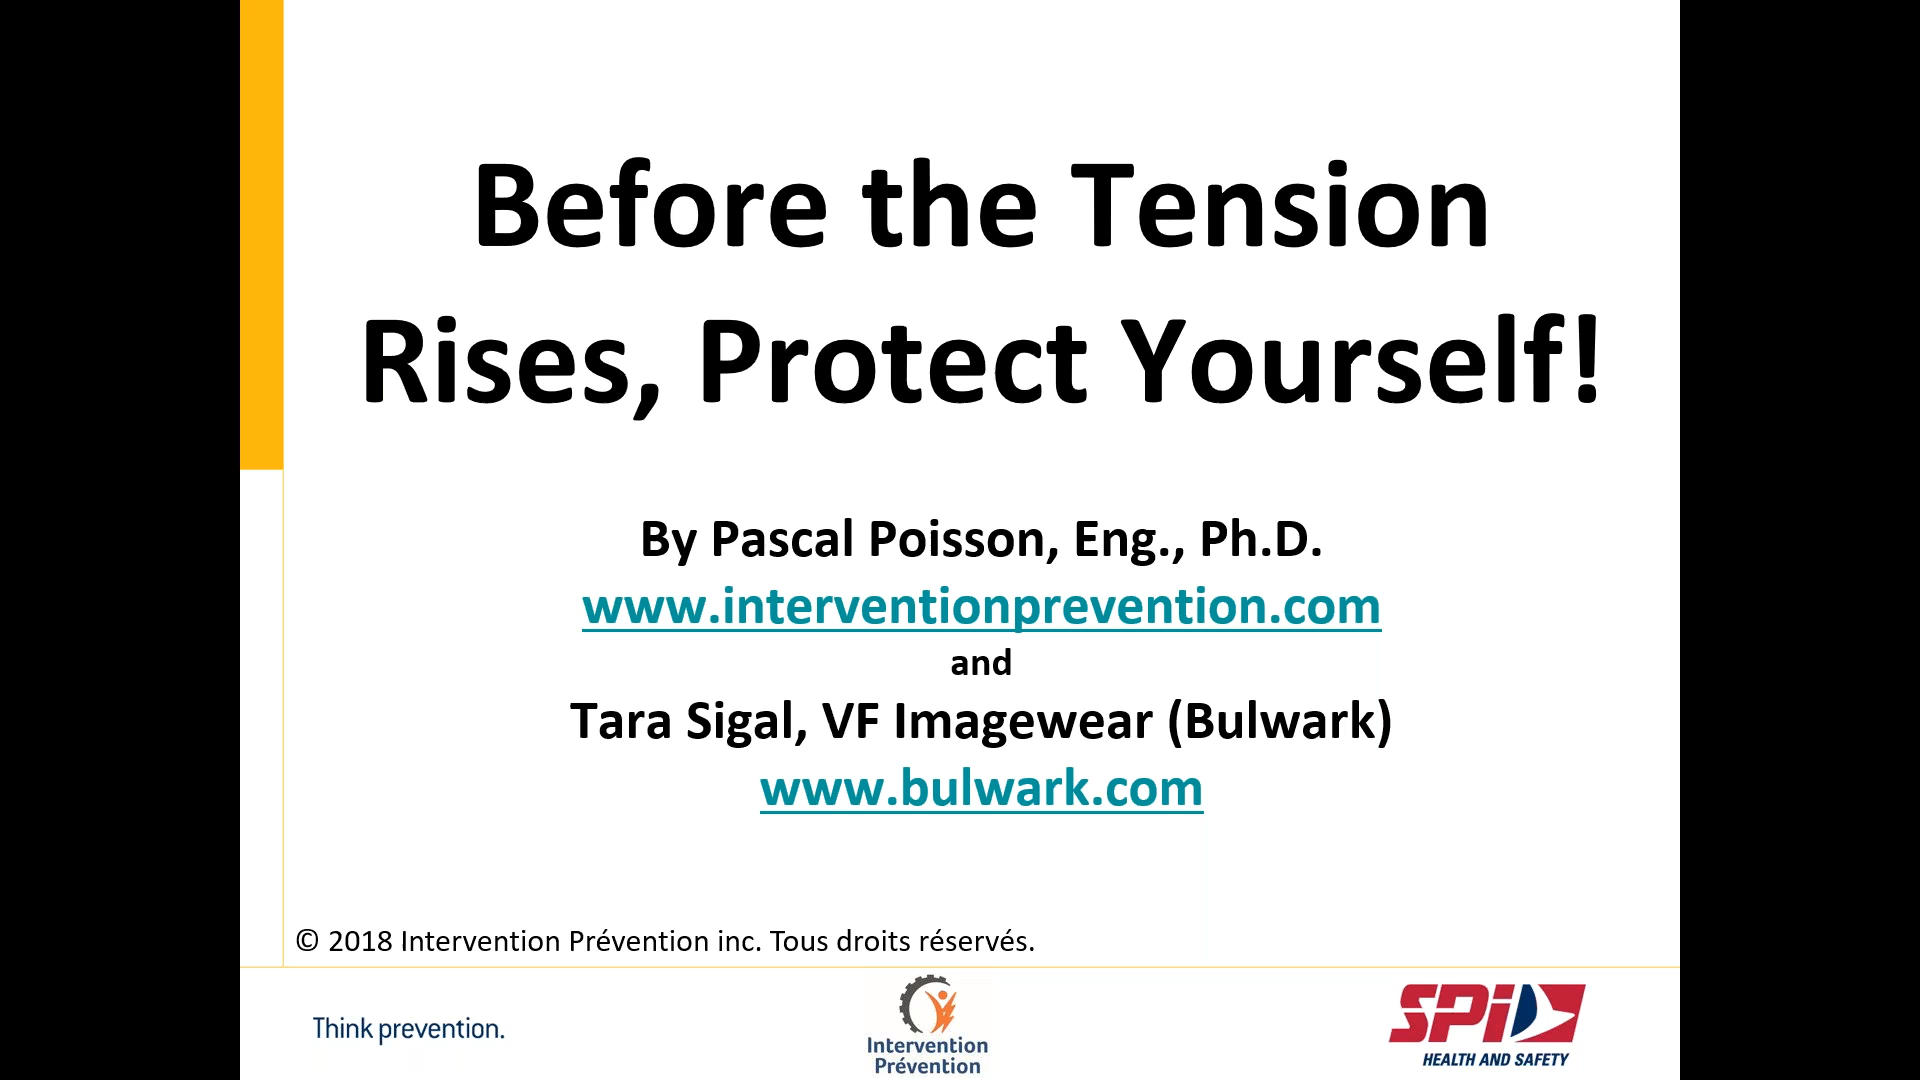 Before the Tension
Rises, Protect Yourself!
By Pascal Poisson, Eng., Ph.D.
www.interventionprevention.com
and
Tara Sigal, VF Imagewear (Bulwark)
www.bulwark.com
© 2018 Intervention Prévention inc. Tous droits réservés.
Think prevention.
Intervention
Prévention
SPI
HEALTH AND SAFETY